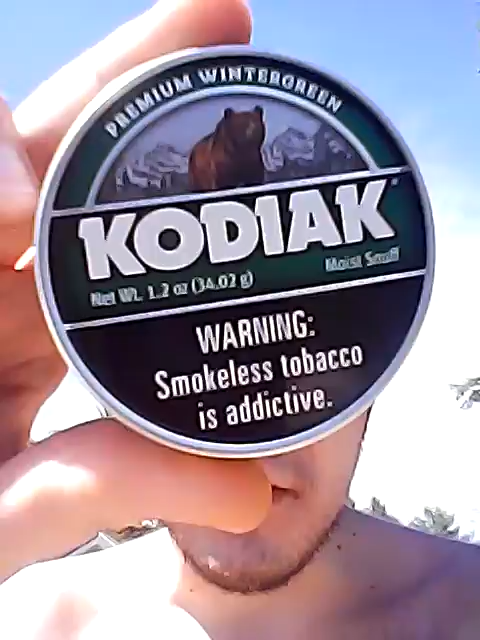 PREMIUM WINTERGREEN
KODIAK
Net Wt. 1.2 oz (34.02 g)
Moist Snuff
WARNING:
Smokeless tobacco
is addictive.